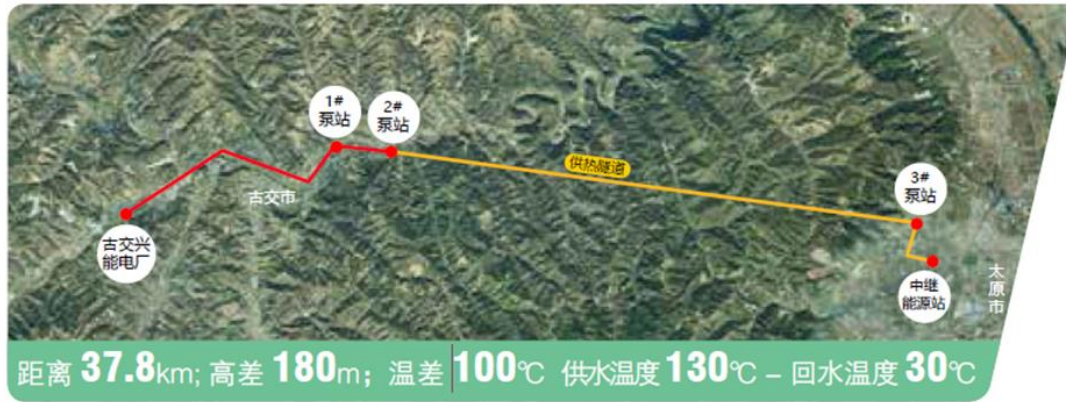 1#
泵站
2#
泵站
供热隧道
3#
泵站
古交市
古交兴
能电厂
中继
能源站
太原市
距离 37.8km; 高差 180m; 温差 100℃ 供水温度 130℃ - 回水温度 30℃